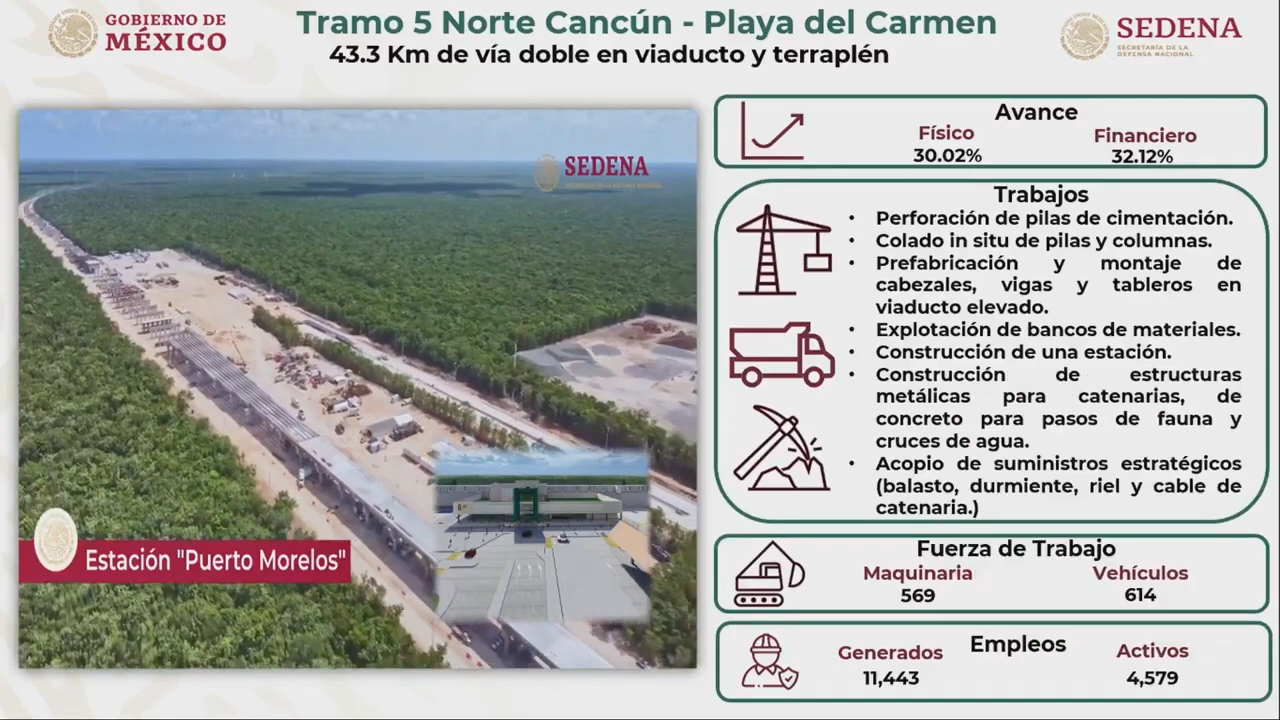 GOBIERNO DE
MÉXICO
Tramo 5 Norte Cancún - Playa del Carmen
43.3 Km de vía doble en viaducto y terraplén
SEDENA
SECRETARÍA DE LA
DEFENSA NACIONAL
SEDENA
Estación "Puerto Morelos"
Avance
Físico
Financiero
30.02%
32.12%
Trabajos
• Perforación de pilas de cimentación.
• Colado in situ de pilas y columnas.
• Prefabricación y montaje de
cabezales, vigas y tableros en
viaducto elevado.
• Explotación de bancos de materiales.
• Construcción de una estación.
• Construcción de estructuras
metálicas para catenarias, de
concreto para pasos de fauna y
cruces de agua.
• Acopio de suministros estratégicos
(balasto, durmiente, riel y cable de
catenaria.)
Fuerza de Trabajo
Maquinaria
Vehículos
569
614
Empleos
Generados
Activos
11,443
4,579